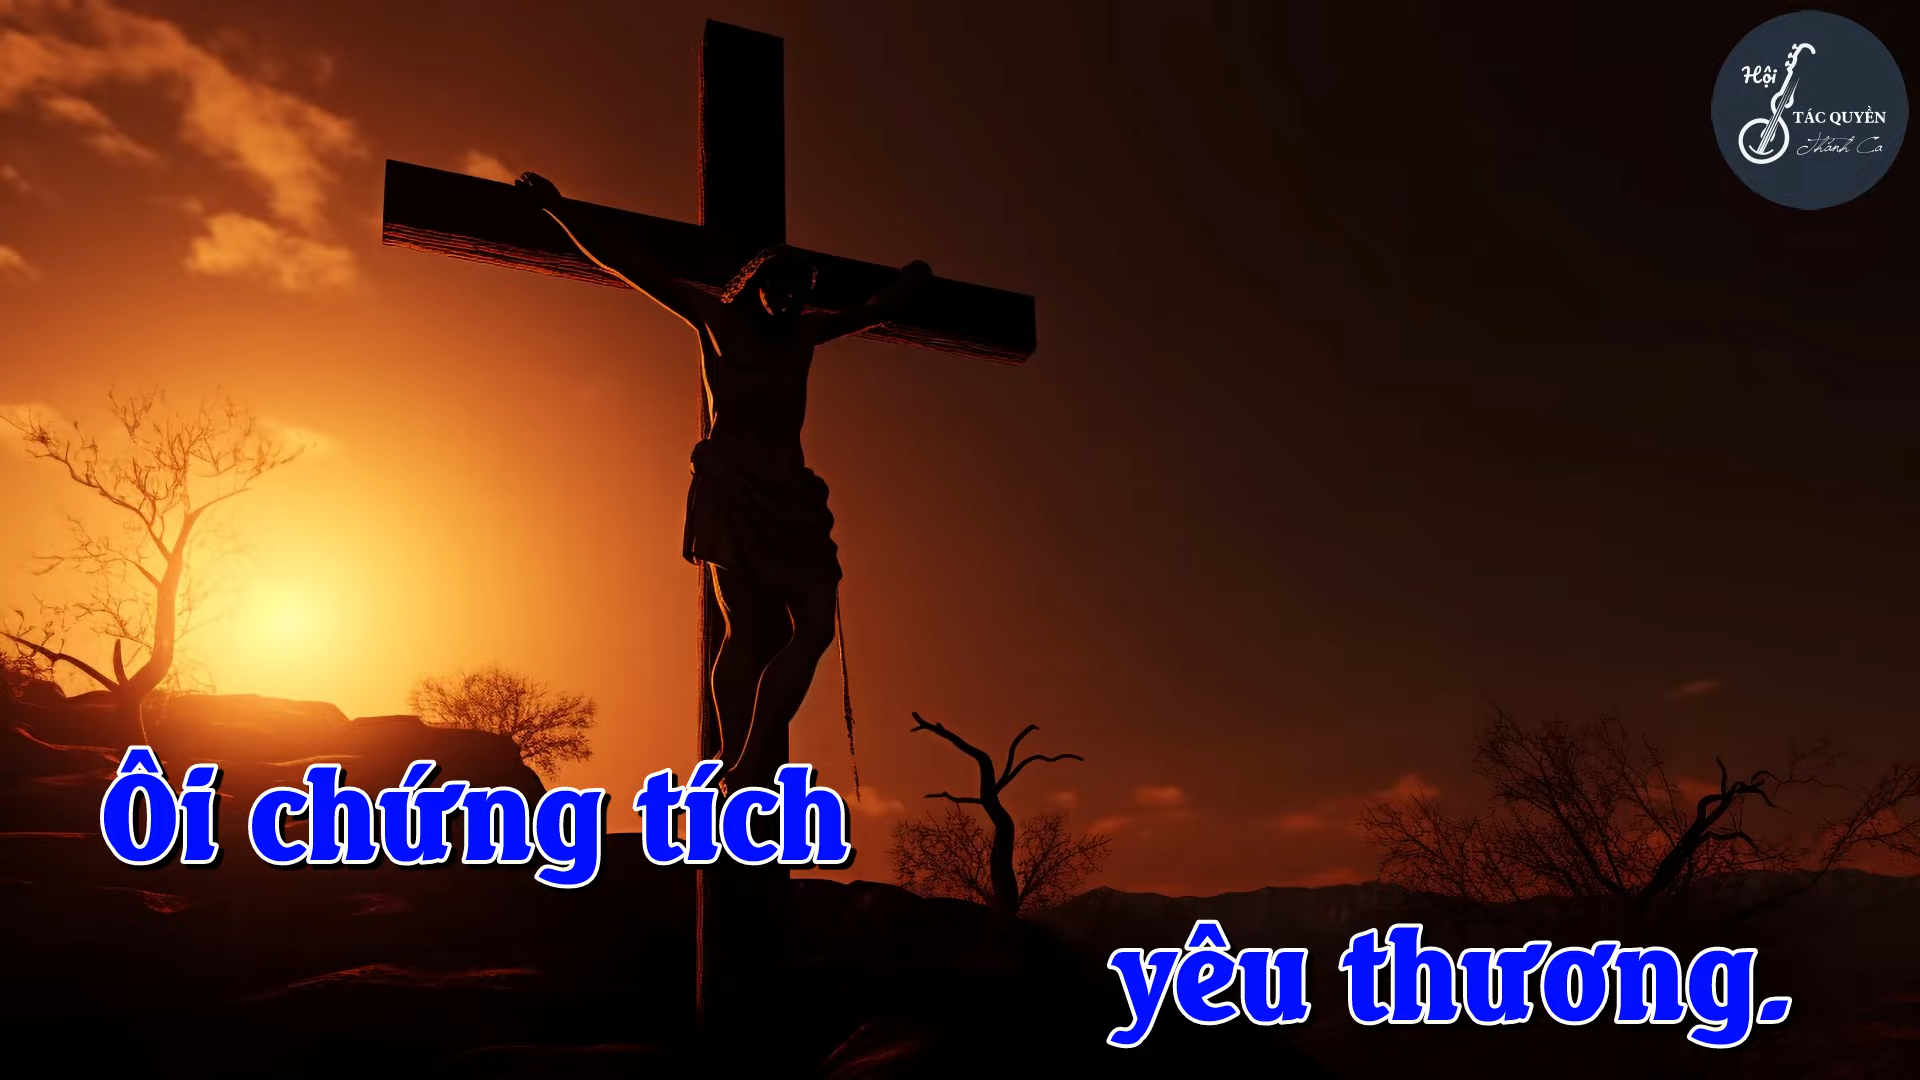 Hội
TÁC QUYỀN
Thánh Ca
Ôi chứng tích
yêu thương.